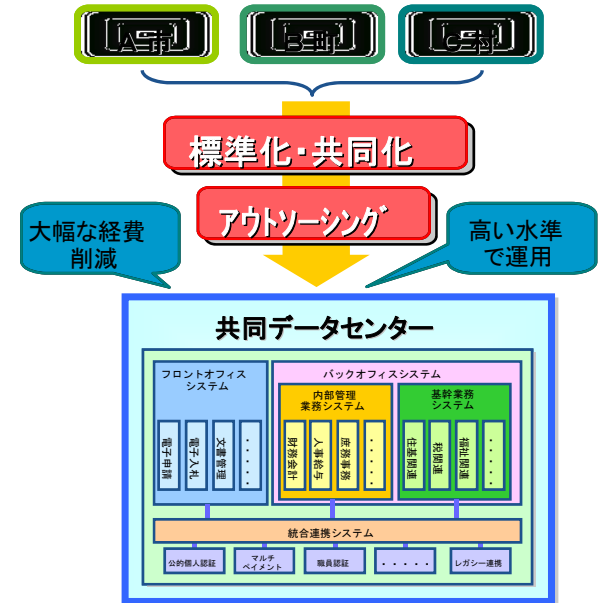 A市
B町
C村
標準化・共同化
アウトソーシング
大幅な経費
削減
高い水準
で運用
共同データセンター
フロントオフィス
システム
バックオフィスシステム
内部管理
業務システム
基幹業務
システム
電子申請
電子入札
文書管理
・・・・・
財務会計
人事給与
庶務事務
・・・・・
住基関連
税関連
福祉関連
・・・・・
統合連携システム
公的個人認証
マルチ
ペイメント
職員認証
・・・・・
レガシー連携